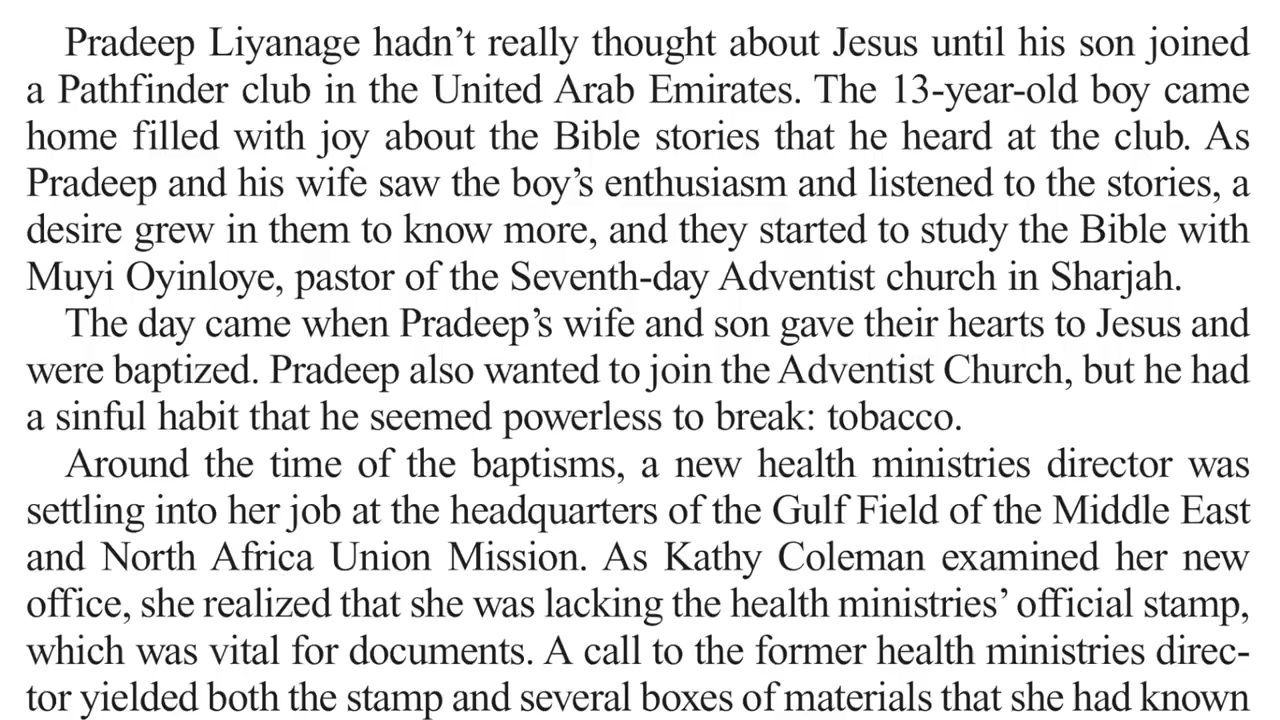 Pradeep Liyanage hadn’t really thought about Jesus until his son joined
a Pathfinder club in the United Arab Emirates. The 13-year-old boy came
home filled with joy about the Bible stories that he heard at the club. As
Pradeep and his wife saw the boy’s enthusiasm and listened to the stories, a
desire grew in them to know more, and they started to study the Bible with
Muyi Oyinloye, pastor of the Seventh-day Adventist church in Sharjah.
The day came when Pradeep’s wife and son gave their hearts to Jesus and
were baptized. Pradeep also wanted to join the Adventist Church, but he had
a sinful habit that he seemed powerless to break: tobacco.
Around the time of the baptisms, a new health ministries director was
settling into her job at the headquarters of the Gulf Field of the Middle East
and North Africa Union Mission. As Kathy Coleman examined her new
office, she realized that she was lacking the health ministries’ official stamp,
which was vital for documents. A call to the former health ministries direc-
tor yielded both the stamp and several boxes of materials that she had known